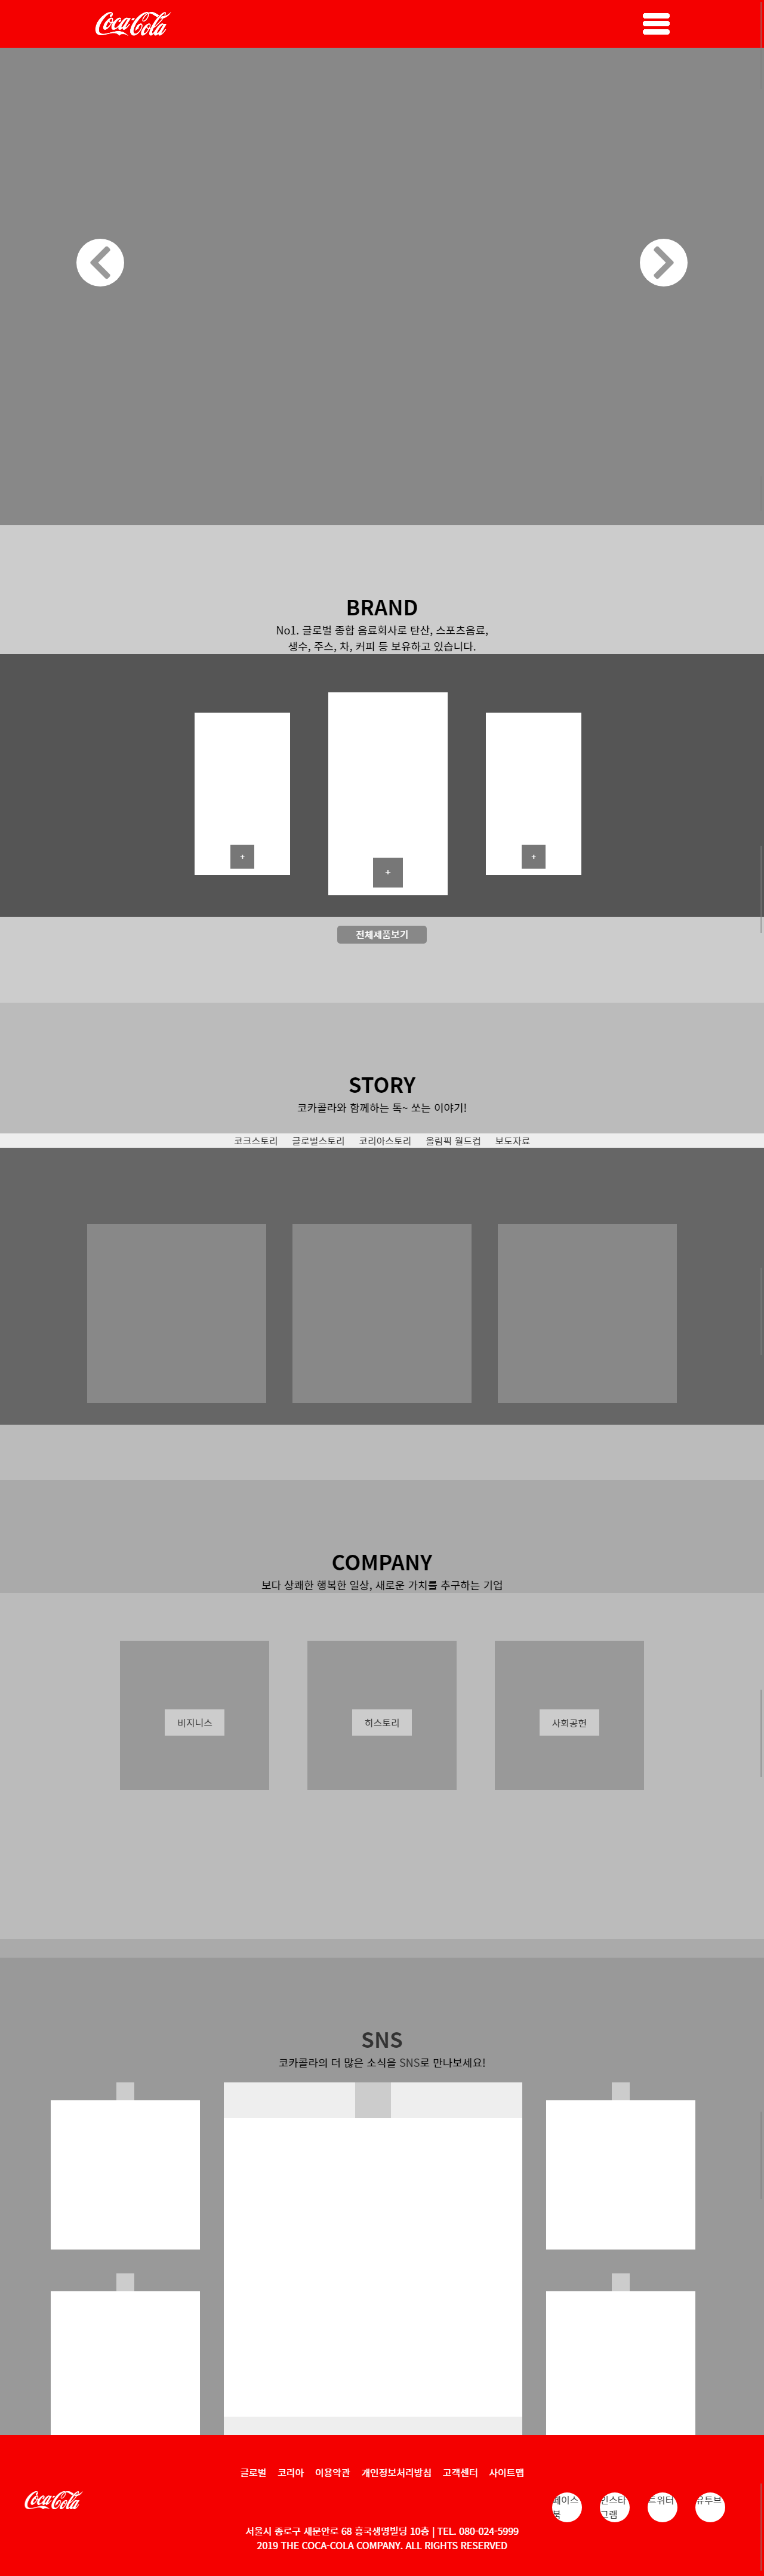 Coca-Cola
BRAND
No1. 글로벌 종합 음료회사로 탄산, 스포츠음료,
생수, 주스, 차, 커피 등 보유하고 있습니다.
+
+
+
전체제품보기
STORY
코카콜라와 함께하는 톡~ 쏘는 이야기!
코크스토리 글로벌스토리 코리아스토리 올림픽 월드컵 보도자료
COMPANY
보다 상쾌한 행복한 일상, 새로운 가치를 추구하는 기업
비지니스 히스토리 사회공헌
SNS
코카콜라의 더 많은 소식을 SNS로 만나보세요!
글로벌 코리아 이용약관 개인정보처리방침 고객센터 사이트맵
Coca-Cola
페이스북
인스타그램
트위터
유투브
서울시 종로구 새문안로 68 흥국생명빌딩 10층 | TEL. 080-024-5999
2019 THE COCA-COLA COMPANY. ALL RIGHTS RESERVED